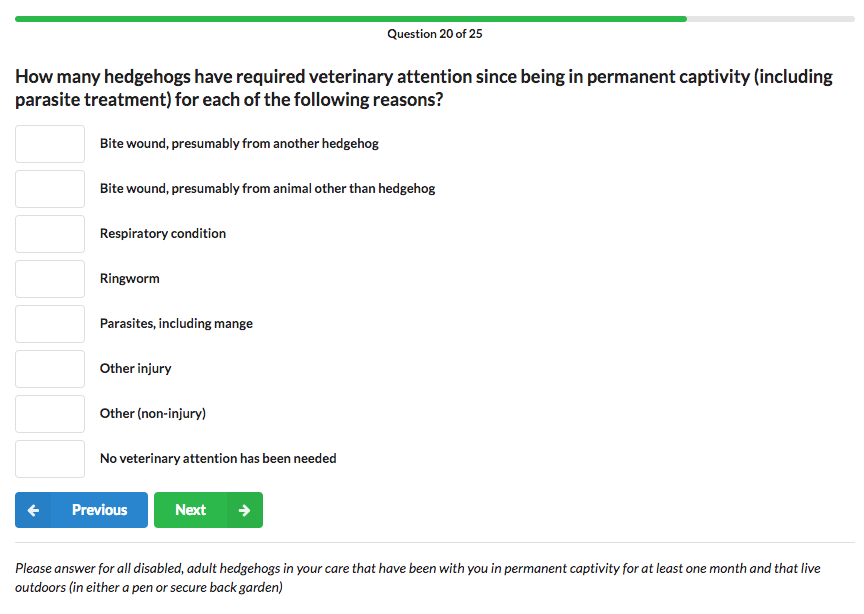 Question 20 of 25
How many hedgehogs have required veterinary attention since being in permanent captivity (including
parasite treatment) for each of the following reasons?
Bite wound, presumably from another hedgehog
Bite wound, presumably from animal other than hedgehog
Respiratory condition
Ringworm
Parasites, including mange
Other injury
Other (non-injury)
No veterinary attention has been needed
Previous Next
Please answer for all disabled, adult hedgehogs in your care that have been with you in permanent captivity for at least one month and that live
outdoors (in either a pen or secure back garden)